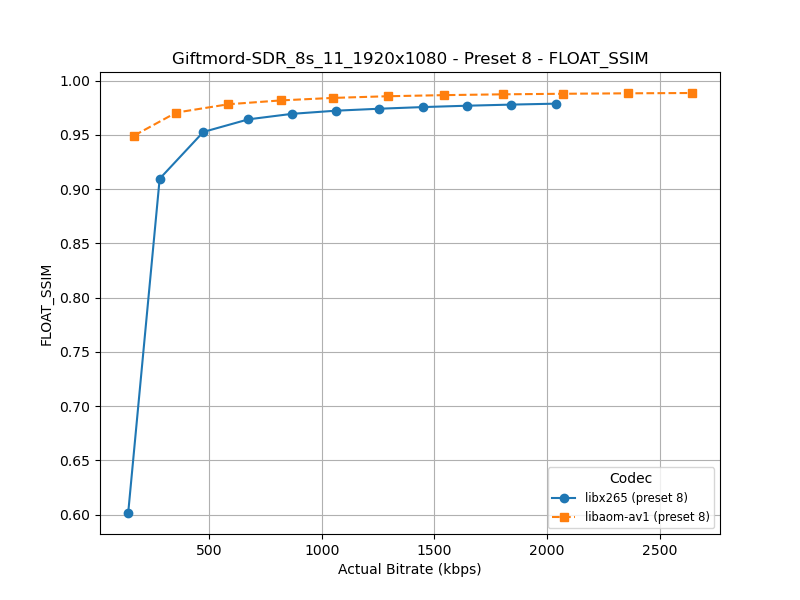 Giftmord-SDR_8s_11_1920x1080 - Preset 8 - FLOAT_SSIM
FLOAT_SSIM
1.00
0.95
0.90
0.85
0.80
0.75
0.70
0.65
0.60
Codec
libx265 (preset 8)
libaom-av1 (preset 8)
500
1000
1500
2000
2500
Actual Bitrate (kbps)